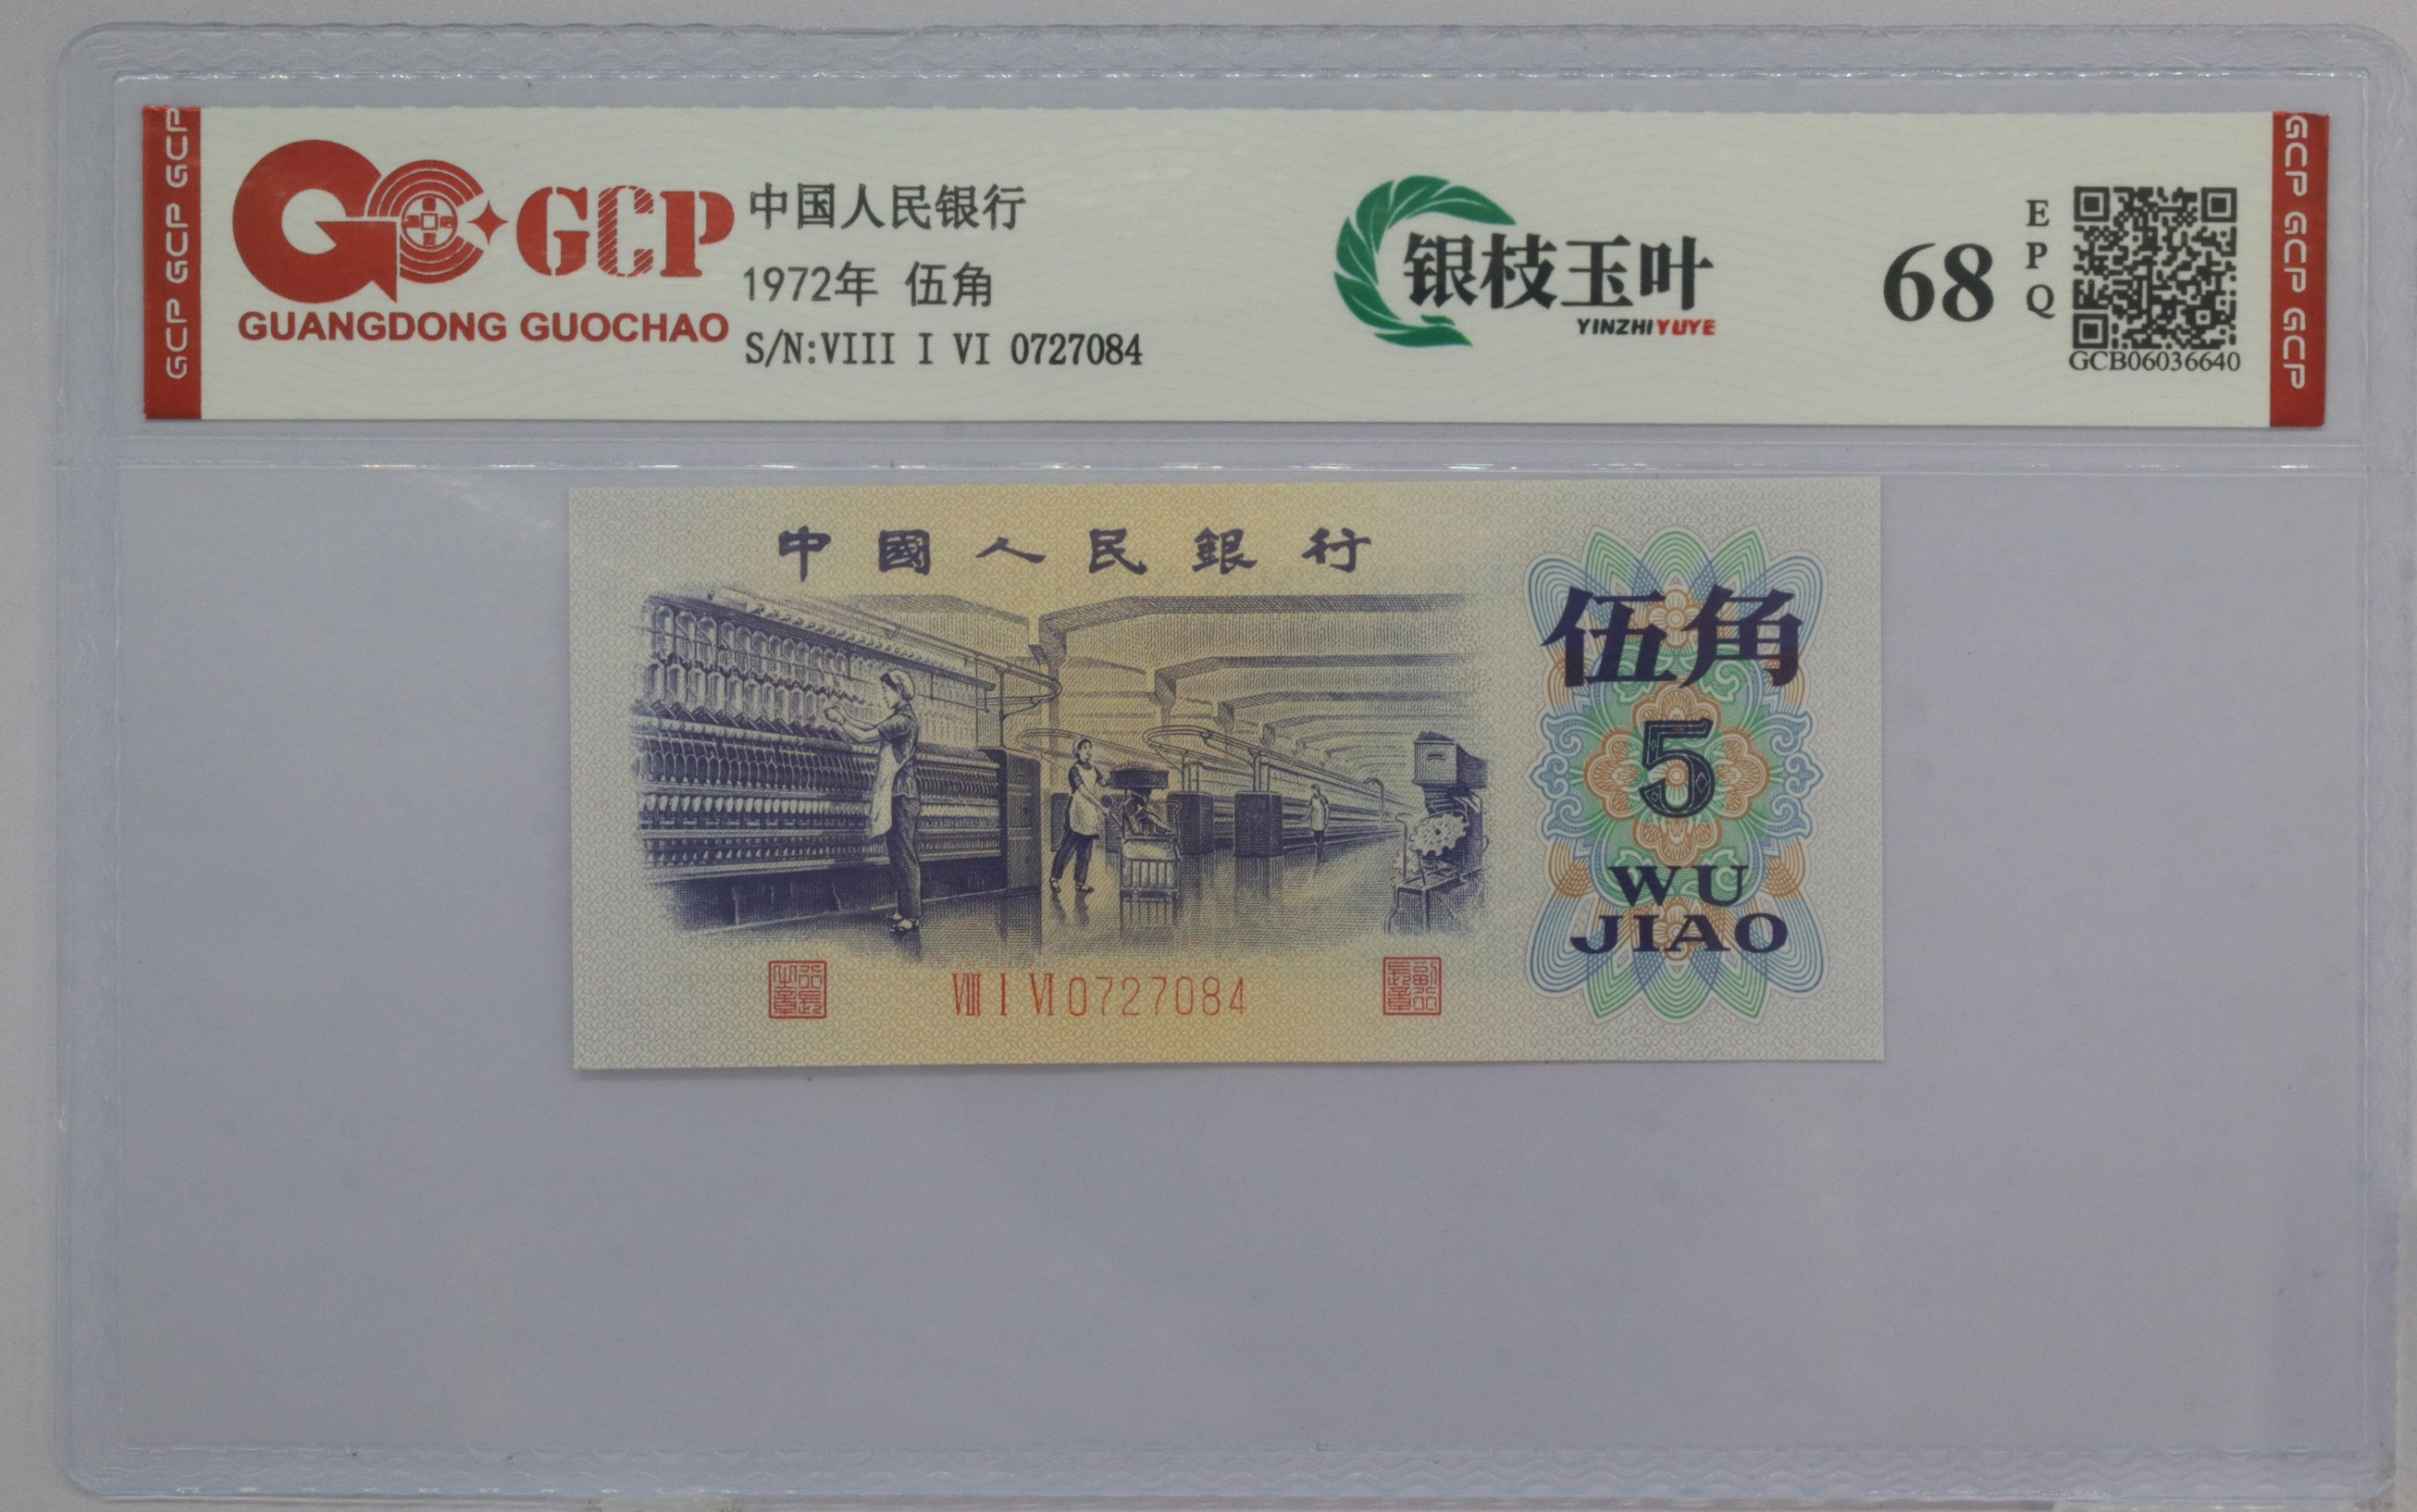 GCP GCP GCP
GCP
GUANGDONG GUOCHAO
中国人民银行
1972年 伍角
S/N:VIII I VI 0727084
银枝玉叶
YINZHIYUYE
68
EPQ
GCB06036640
GCP GCP GCP
中國人民銀行
伍角
5
WU
JIAO
VIII I VI 0727084